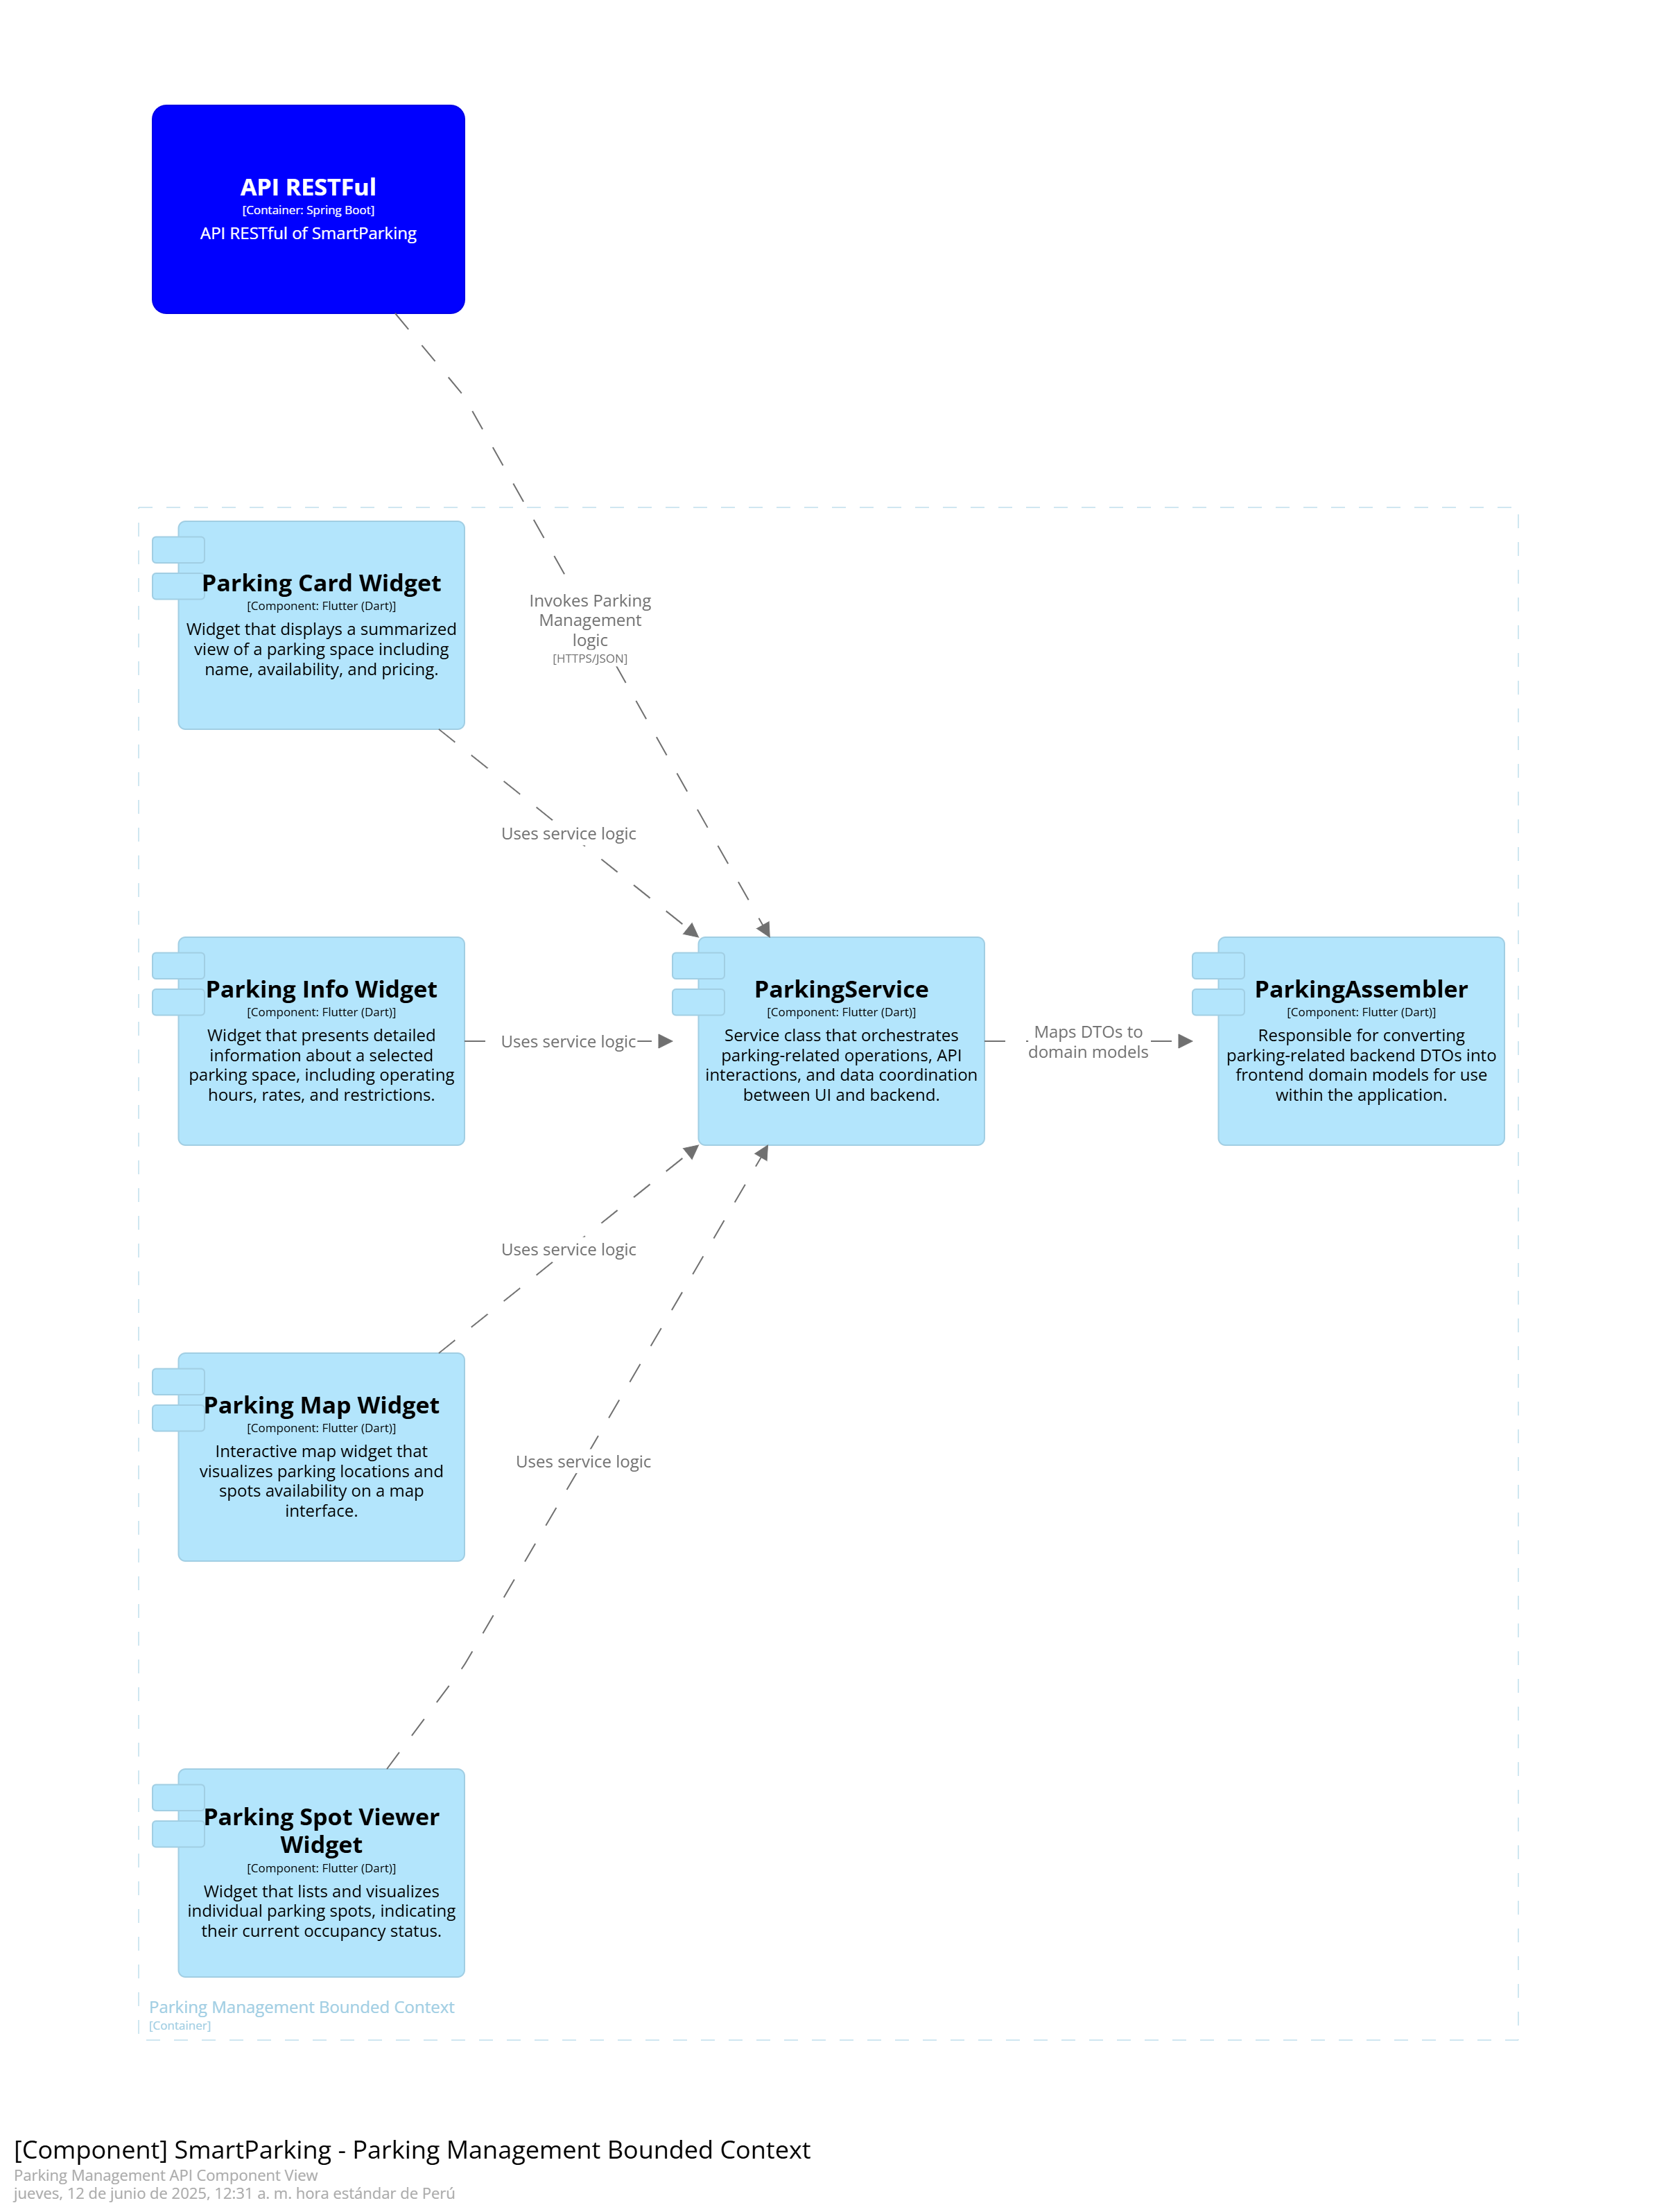 API RESTFul
[Container: Spring Boot]
API RESTful of SmartParking
Parking Card Widget
[Component: Flutter (Dart)]
Widget that displays a summarized
view of a parking space including
name, availability, and pricing.
Invokes Parking
Management
logic
[HTTPS/JSON]
Uses service logic
Parking Info Widget
[Component: Flutter (Dart)]
Widget that presents detailed
information about a selected
parking space, including operating
hours, rates, and restrictions.
Uses service logic
ParkingService
[Component: Flutter (Dart)]
Service class that orchestrates
parking-related operations, API
interactions, and data coordination
between UI and backend.
Maps DTOs to
domain models
ParkingAssembler
[Component: Flutter (Dart)]
Responsible for converting
parking-related backend DTOs into
frontend domain models for use
within the application.
Uses service logic
Parking Map Widget
[Component: Flutter (Dart)]
Interactive map widget that
visualizes parking locations and
spots availability on a map
interface.
Uses service logic
Parking Spot Viewer
Widget
[Component: Flutter (Dart)]
Widget that lists and visualizes
individual parking spots, indicating
their current occupancy status.
Parking Management Bounded Context
[Container]
[Component] SmartParking - Parking Management Bounded Context
Parking Management API Component View
jueves, 12 de junio de 2025, 12:31 a. m. hora estándar de Perú